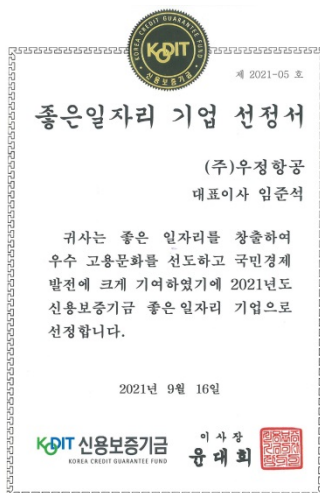 KOREA CREDIT GUARANTEE FUND
KODIT
신용보증기금
제 2021-05 호
좋은일자리 기업 선정서
(주)우정항공
대표이사 임준석
귀사는 좋은 일자리를 창출하여
우수 고용문화를 선도하고 국민경제
발전에 크게 기여하였기에 2021년도
신용보증기금 좋은일자리 기업으로
선정합니다.
2021년 9월 16일
KODIT 신용보증기금
KOREA CREDIT GUARANTEE FUND
이사장
윤대희